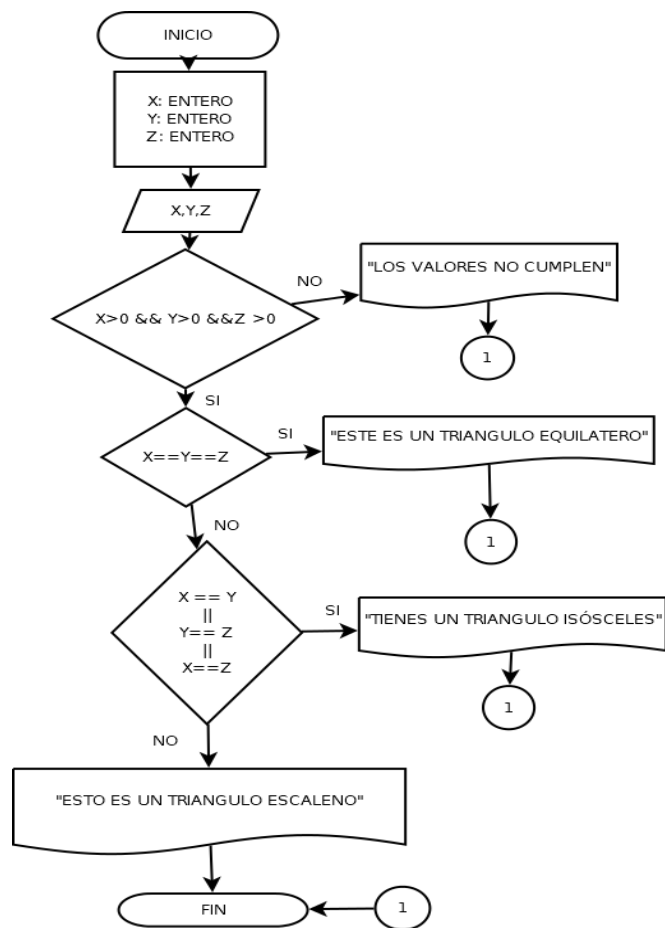 INICIO
X: ENTERO
Y: ENTERO
Z: ENTERO
X,Y,Z
X>0 && Y>0 &&Z >0
NO
"LOS VALORES NO CUMPLEN"
1
SI
X==Y==Z
SI
"ESTE ES UN TRIANGULO EQUILATERO"
1
NO
X == Y
||
Y== Z
||
X==Z
SI
"TIENES UN TRIANGULO ISÓSCELES"
1
NO
"ESTO ES UN TRIANGULO ESCALENO"
FIN
1